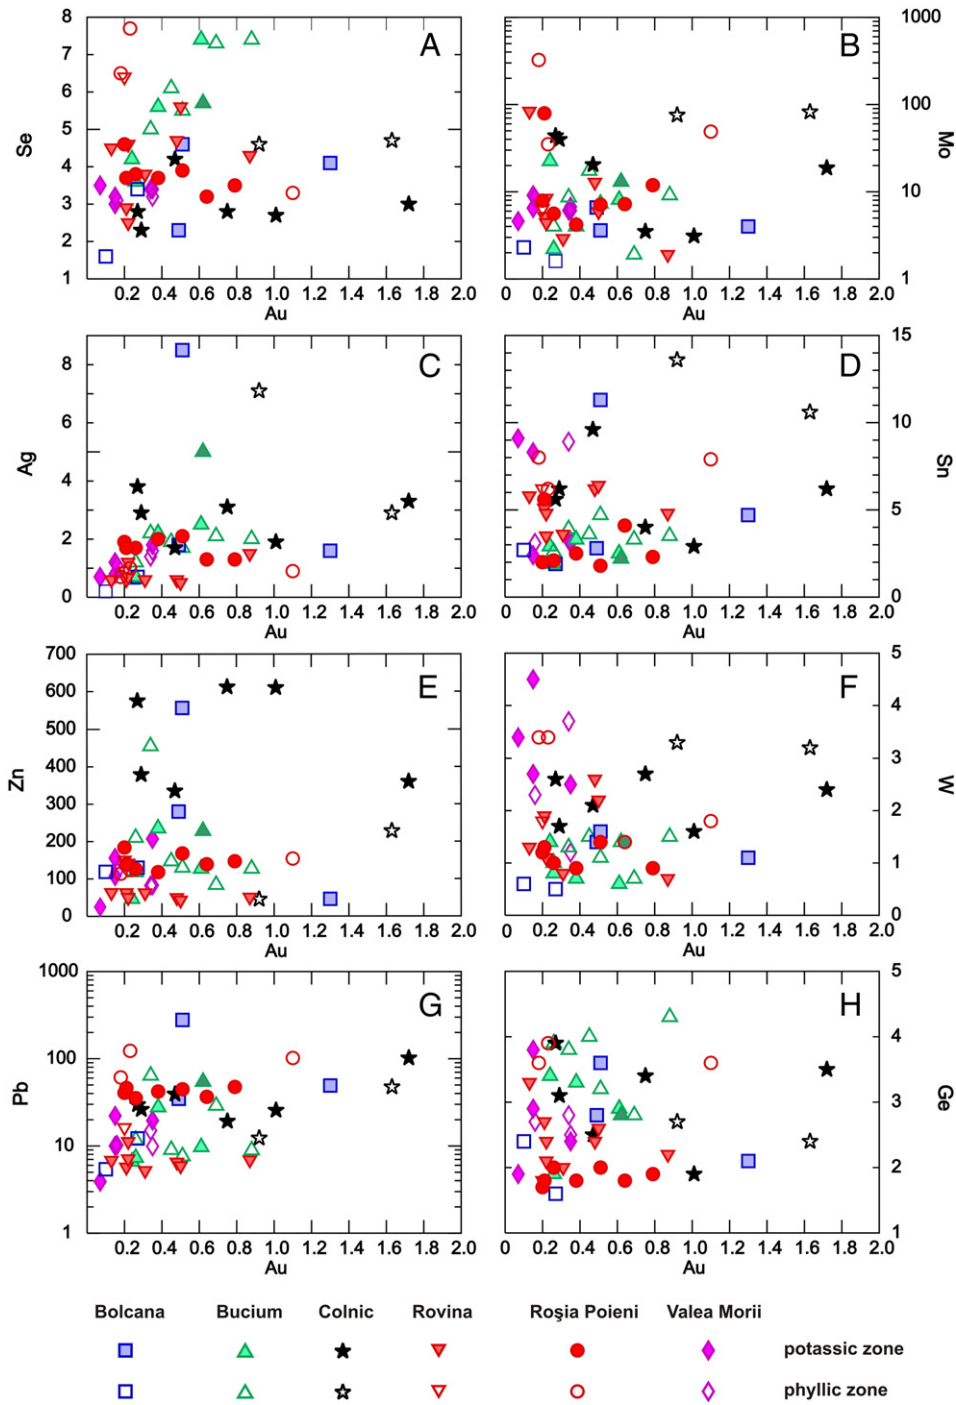 A
Se
8
7
6
5
4
3
2
1
0.2 0.4 0.6 0.8 1.0 1.2 1.4 1.6 1.8 2.0
Au
B
Mo
1000
100
10
1
0 0.2 0.4 0.6 0.8 1.0 1.2 1.4 1.6 1.8 2.0
Au
C
Ag
8
6
4
2
0
0.2 0.4 0.6 0.8 1.0 1.2 1.4 1.6 1.8 2.0
Au
D
Sn
15
10
5
0
0 0.2 0.4 0.6 0.8 1.0 1.2 1.4 1.6 1.8 2.0
Au
E
Zn
700
600
500
400
300
200
100
0
0.2 0.4 0.6 0.8 1.0 1.2 1.4 1.6 1.8 2.0
Au
F
W
5
4
3
2
1
0
0 0.2 0.4 0.6 0.8 1.0 1.2 1.4 1.6 1.8 2.0
Au
G
Pb
1000
100
10
1
0.2 0.4 0.6 0.8 1.0 1.2 1.4 1.6 1.8 2.0
Au
H
Ge
5
4
3
2
1
0 0.2 0.4 0.6 0.8 1.0 1.2 1.4 1.6 1.8 2.0
Au
Bolcana Bucium Colnic Rovina Roşia Poieni Valea Morii
potassic zone
phyllic zone